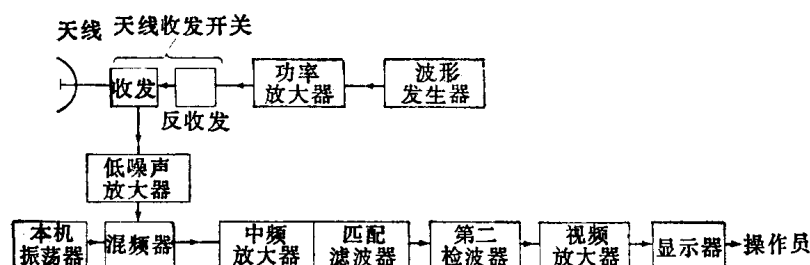 天线 天线收发开关
收发
反收发
功率
放大器
波形
发生器
低噪声
放大器
本机
振荡器
混频器
中频
放大器
匹配
滤波器
第二
检波器
视频
放大器
显示器
操作员